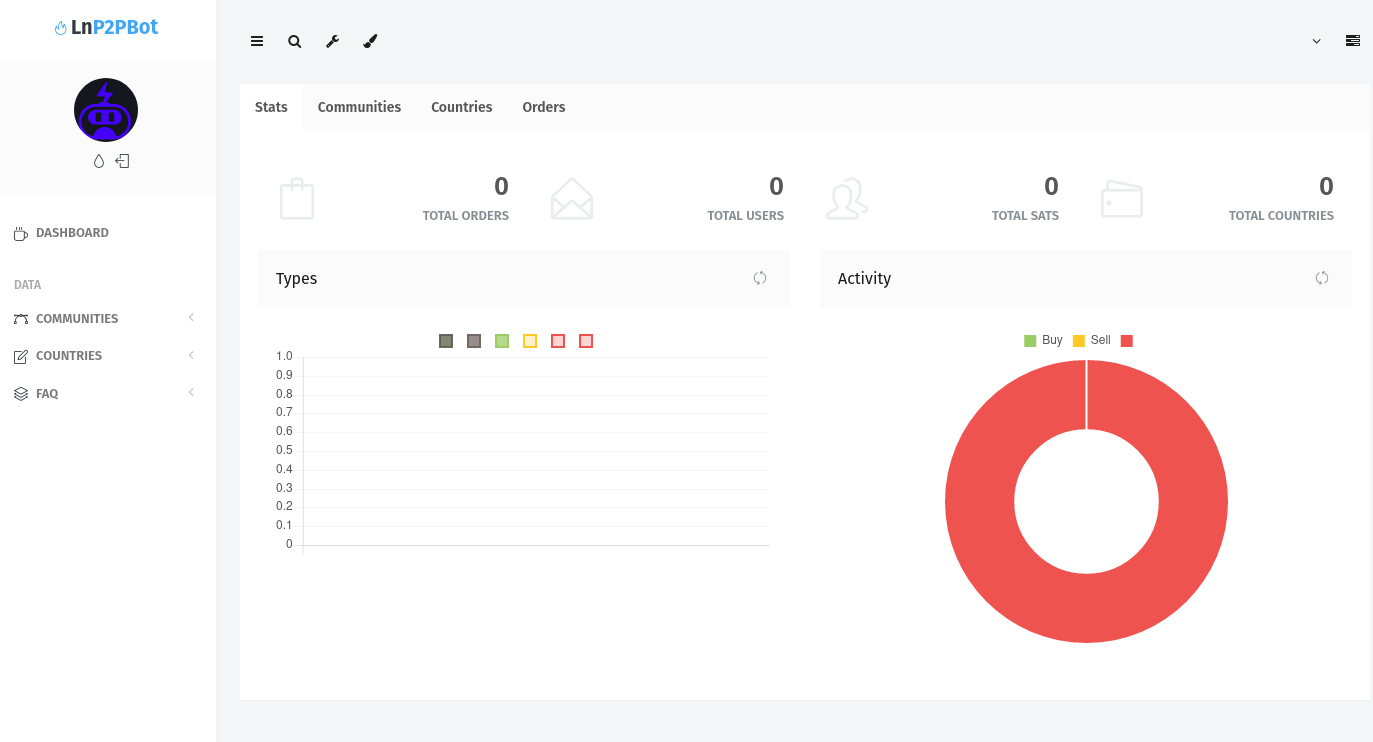 LnP2PBot
Stats Communities Countries Orders
0 TOTAL ORDERS
0 TOTAL USERS
0 TOTAL SATS
0 TOTAL COUNTRIES
DASHBOARD
DATA
COMMUNITIES
COUNTRIES
FAQ
Types
1.0
0.9
0.8
0.7
0.6
0.5
0.4
0.3
0.2
0.1
0
Activity
Buy Sell